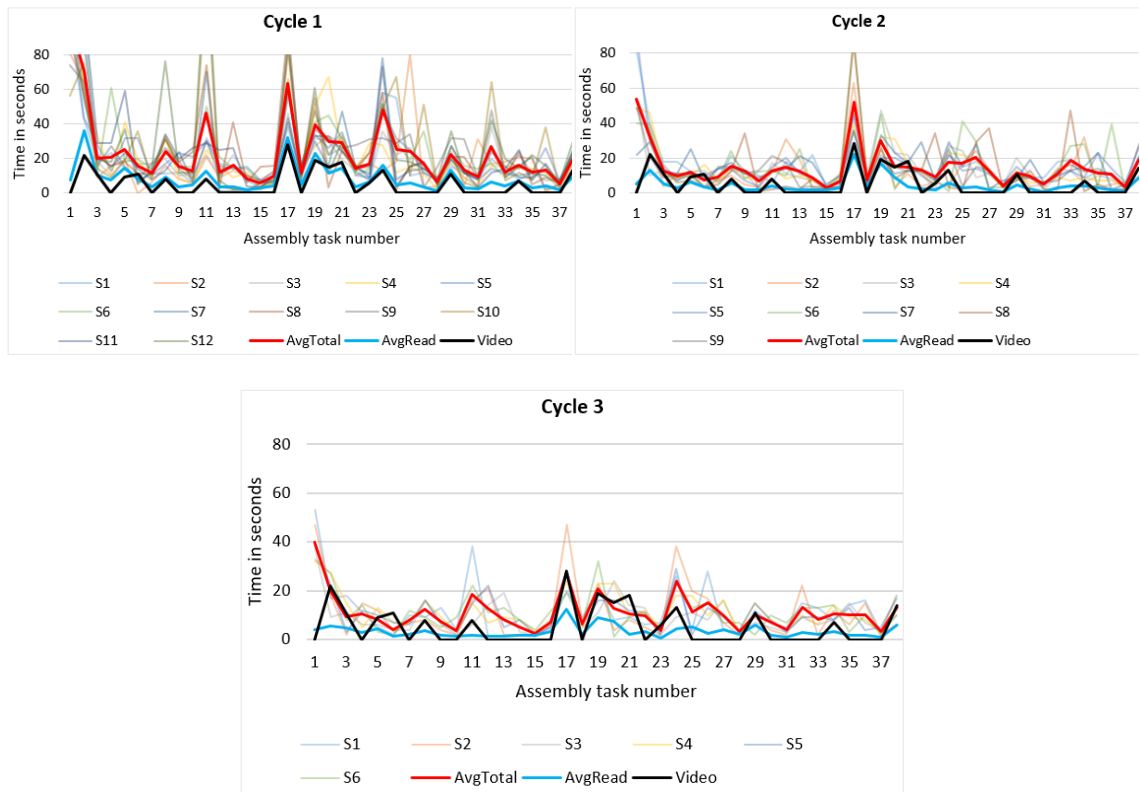 Cycle 1
80
60
40
20
0
Time in seconds
1 3 5 7 9 11 13 15 17 19 21 23 25 27 29 31 33 35 37
Assembly task number
S1 S2 S3 S4 S5
S6 S7 S8 S9 S10
S11 S12 AvgTotal AvgRead Video
Cycle 2
80
60
40
20
0
Time in seconds
1 3 5 7 9 11 13 15 17 19 21 23 25 27 29 31 33 35 37
Assembly task number
S1 S2 S3 S4
S5 S6 S7 S8
S9 AvgTotal AvgRead Video
Cycle 3
80
60
40
20
0
Time in seconds
1 3 5 7 9 11 13 15 17 19 21 23 25 27 29 31 33 35 37
Assembly task number
S1 S2 S3 S4 S5
S6 AvgTotal AvgRead Video